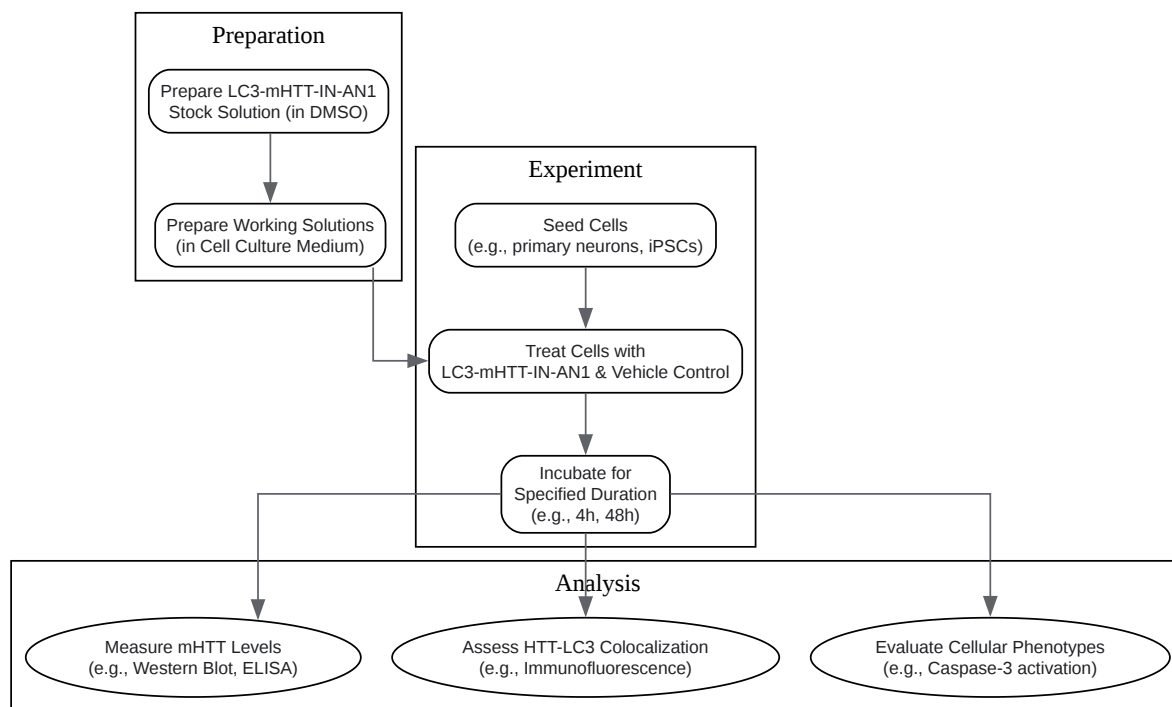 Preparation
Prepare LC3-mHTT-IN-AN1
Stock Solution (in DMSO)
Prepare Working Solutions
(in Cell Culture Medium)
Experiment
Seed Cells
(e.g., primary neurons, iPSCs)
Treat Cells with
LC3-mHTT-IN-AN1 & Vehicle Control
Incubate for
Specified Duration
(e.g., 4h, 48h)
Analysis
Measure mHTT Levels
(e.g., Western Blot, ELISA)
Assess HTT-LC3 Colocalization
(e.g., Immunofluorescence)
Evaluate Cellular Phenotypes
(e.g., Caspase-3 activation)